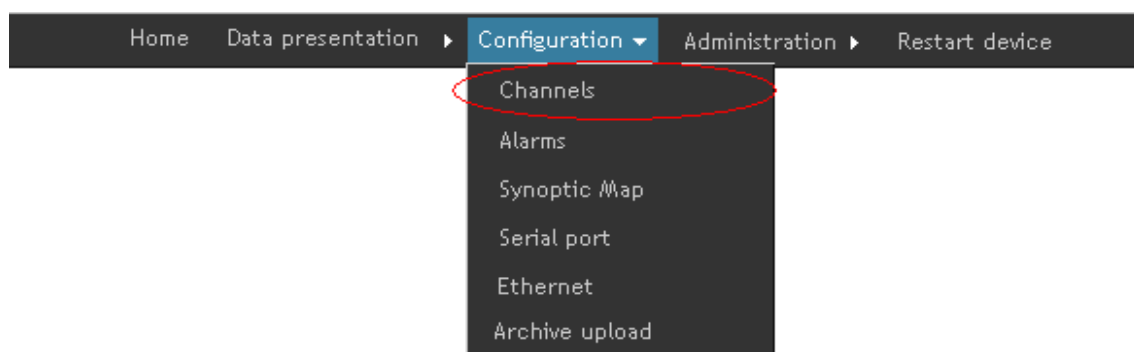 Home Data presentation Configuration Administration Restart device
Channels
Alarms
Synoptic Map
Serial port
Ethernet
Archive upload